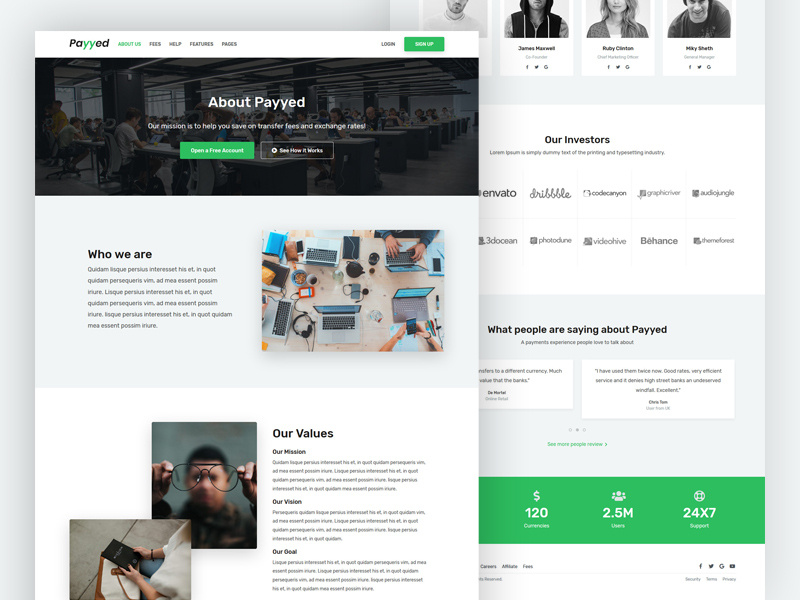 Payyed
ABOUT US
FEES
HELP
FEATURES
PAGES
LOGIN
SIGN UP
About Payyed
Our mission is to help you save on transfer fees and exchange rates!
Open a Free Account
See How it Works
Who we are
Quidam lisque persius interesset his et, in quot
quidam persequeris vim, ad mea essent possim
iriure. Lisque persius interesset his et, in quot
quidam persequeris vim, ad mea essent possim
iriure. lisque persius interesset his et, in quot quidam
mea essent possim iriure.
Our Values
Our Mission
Quidam lisque persius interesset his et, in quot quidam persequeris vim,
ad mea essent possim iriure. Lisque persius interesset his et, in quot
quidam persequeris vim, ad mea essent possim iriure. lisque persius
interesset his et, in quot quidam mea essent possim iriure.
Our Vision
Persequeris quidam lisque persius interesset his et, in quot quidam vim,
ad mea essent possim iriure. Lisque persius interesset his et, in quot
quidam persequeris vim, ad mea essent possim iriure. lisque persius
interesset his et, in quot quidam.
Our Goal
Lisque persius interesset his et, in quot quidam mea essent possim iriure.
Quidam lisque persius interesset his et, in quot quidam persequeris vim,
ad mea essent possim iriure. Lisque persius interesset his et, in quot
quidam persequeris vim, ad mea essent possim iriure. lisque persius
interesset his et.
James Maxwell
Co-Founder
Ruby Clinton
Chief Marketing Officer
Miky Sheth
General Manager
Our Investors
Lorem Ipsum is simply dummy text of the printing and typesetting industry.
envato
dribbble
codecanyon
graphicriver
audiojungle
3docean
photodune
videohive
Bēhance
themeforest
What people are saying about Payyed
A payments experience people love to talk about
nsfers to a different currency. Much
value that the banks."
De Mortel
Online Retail
"I have used them twice now. Good rates, very efficient
service and it denies high street banks an undeserved
windfall. Excellent."
Chris Tom
User from UK
See more people review
120
Currencies
2.5M
Users
24X7
Support
Careers
Affiliate
Fees
ts Reserved.
Security
Terms
Privacy